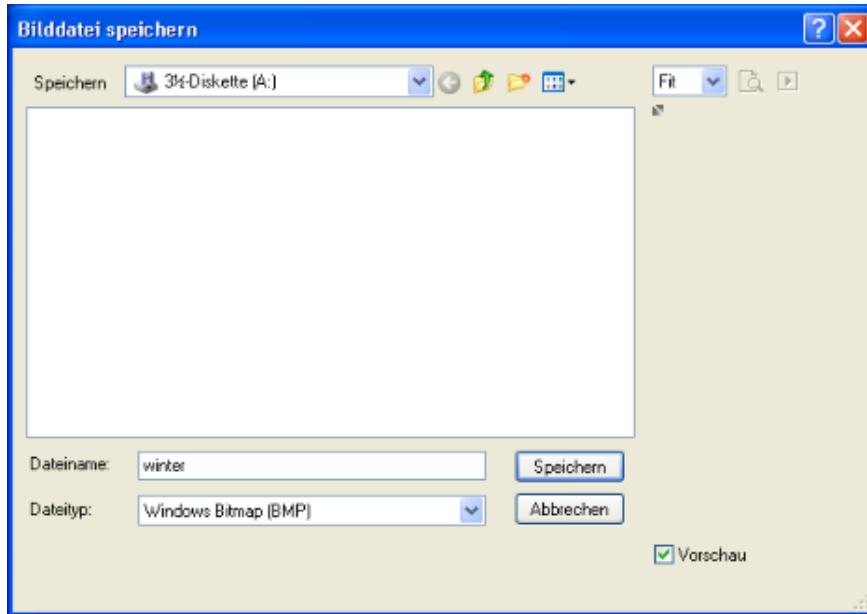 Bilddatei speichern
Speichern 3½-Diskette (A:) Fit
Dateiname: winter Speichern
Dateityp: Windows Bitmap (BMP) Abbrechen
Vorschau